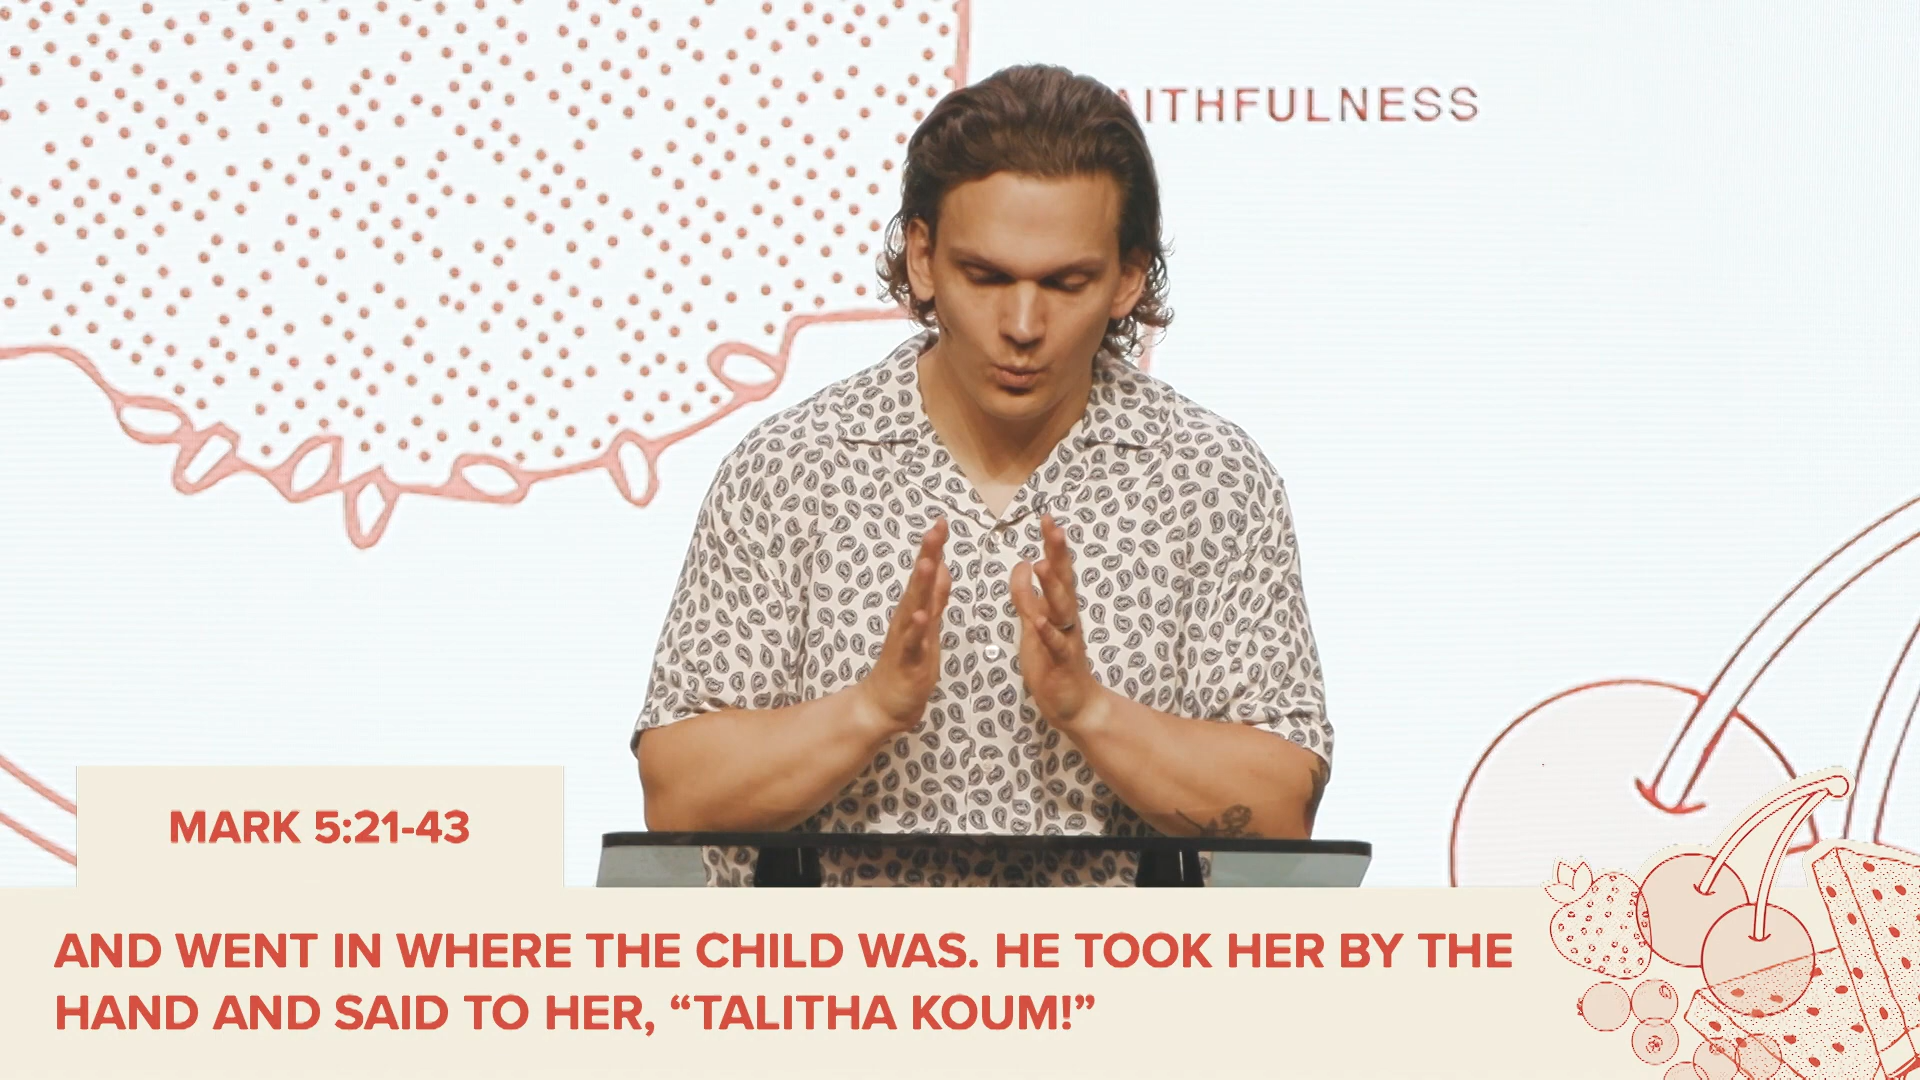 AITHFULNESS
MARK 5:21-43
AND WENT IN WHERE THE CHILD WAS. HE TOOK HER BY THE
HAND AND SAID TO HER, “TALITHA KOUM!”